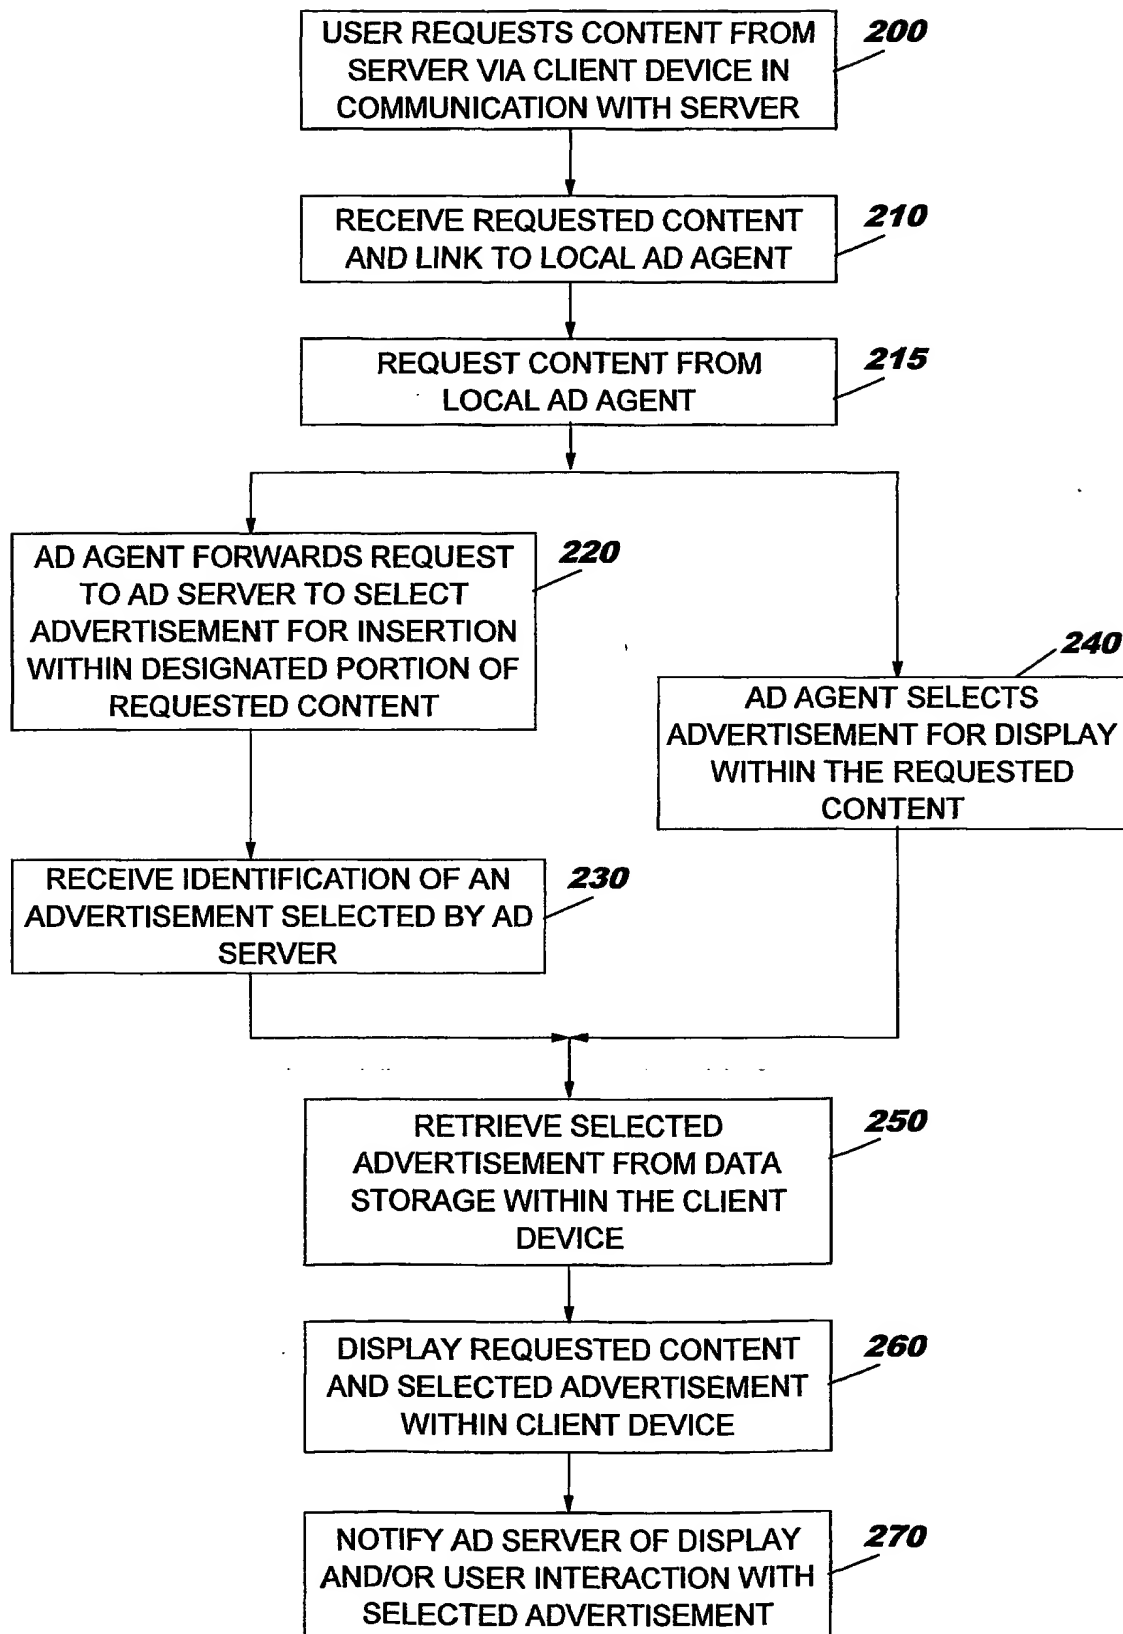 USER REQUESTS CONTENT FROM
SERVER VIA CLIENT DEVICE IN
COMMUNICATION WITH SERVER
200
RECEIVE REQUESTED CONTENT
AND LINK TO LOCAL AD AGENT
210
REQUEST CONTENT FROM
LOCAL AD AGENT
215
AD AGENT FORWARDS REQUEST
TO AD SERVER TO SELECT
ADVERTISEMENT FOR INSERTION
WITHIN DESIGNATED PORTION OF
REQUESTED CONTENT
220
240
AD AGENT SELECTS
ADVERTISEMENT FOR DISPLAY
WITHIN THE REQUESTED
CONTENT
RECEIVE IDENTIFICATION OF AN
ADVERTISEMENT SELECTED BY AD
SERVER
230
RETRIEVE SELECTED
ADVERTISEMENT FROM DATA
STORAGE WITHIN THE CLIENT
DEVICE
250
DISPLAY REQUESTED CONTENT
AND SELECTED ADVERTISEMENT
WITHIN CLIENT DEVICE
260
NOTIFY AD SERVER OF DISPLAY
AND/OR USER INTERACTION WITH
SELECTED ADVERTISEMENT
270